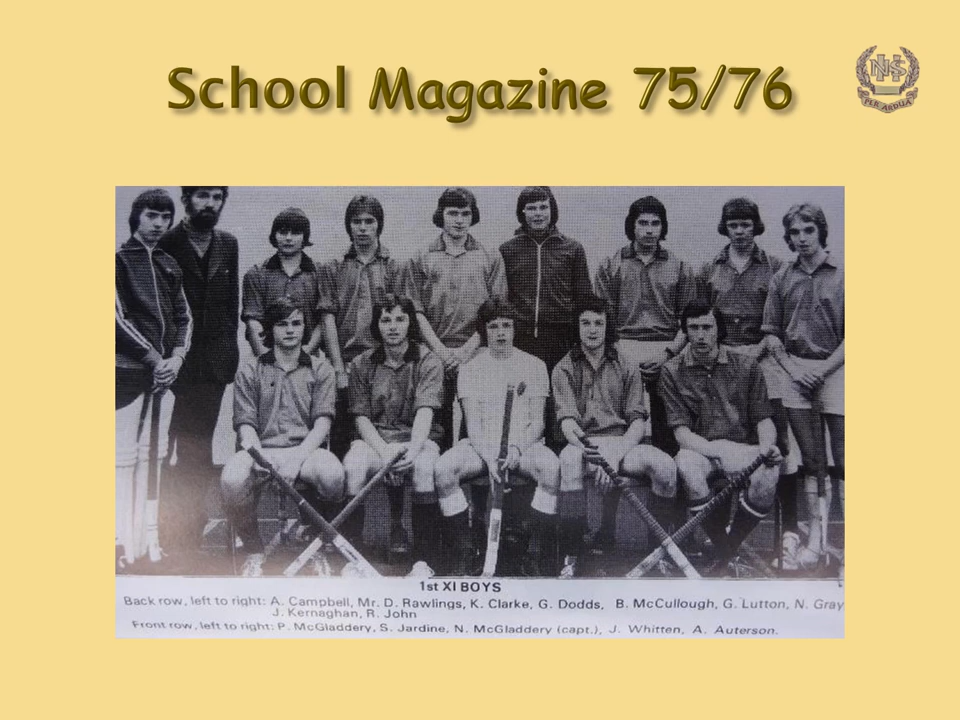 School Magazine 75/76
NIS
PER ARDUA
1st XI BOYS
Back row, left to right: A. Campbell, Mr. D. Rawlings, K. Clarke, G. Dodds, B. McCullough, G. Lutton, N. Gray
J. Kernaghan, R. John
Front row, left to right: P. McGladdery, S. Jardine, N. McGladdery (capt.), J. Whitten, A. Auterson.